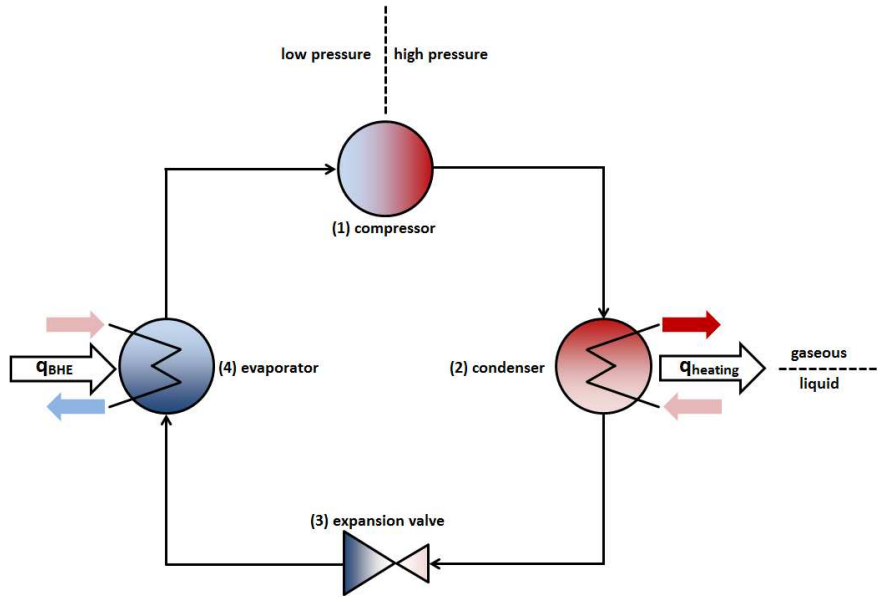 low pressure
high pressure
(1) compressor
qBHE
(4) evaporator
(2) condenser
qheating
gaseous
liquid
(3) expansion valve